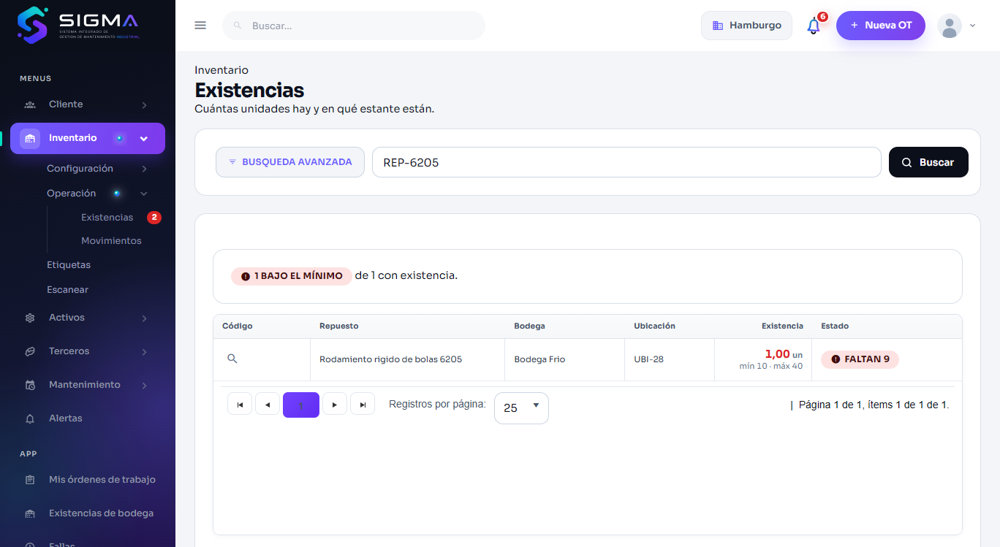 SIGMA
SISTEMA INTEGRADO DE
GESTION DE MANTENIMIENTO INDUSTRIAL
Buscar...
Hamburgo
6
+ Nueva OT
MENUS
Cliente
Inventario
Configuración
Operación
Existencias
2
Movimientos
Etiquetas
Escanear
Activos
Terceros
Mantenimiento
Alertas
APP
Mis órdenes de trabajo
Existencias de bodega
Fallas
Inventario
Existencias
Cuántas unidades hay y en qué estante están.
BUSQUEDA AVANZADA
REP-6205
Buscar
1 BAJO EL MÍNIMO de 1 con existencia.
Código Repuesto Bodega Ubicación Existencia Estado
Rodamiento rigido de bolas 6205 Bodega Frio UBI-28 1,00 un FALTAN 9
mín 10 · máx 40
1 Registros por página: 25 | Página 1 de 1, ítems 1 de 1 de 1.